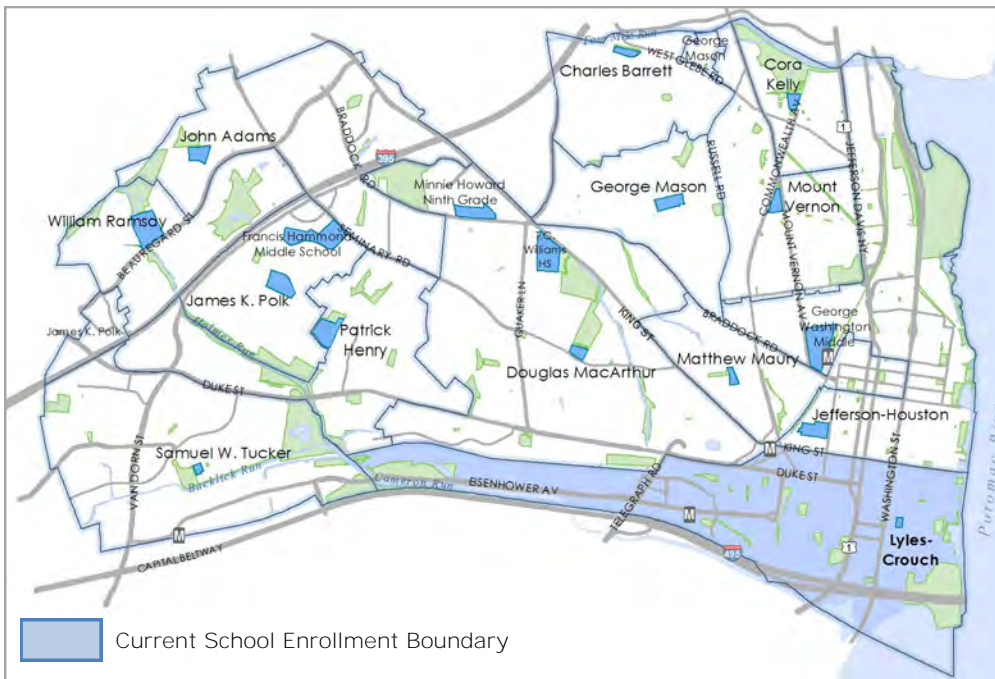 Four Mile Run
George
Mason
WEST GLEBE RD
Charles Barrett
Cora
Kelly
John Adams
BRADDOCK RD
395
1
JEFFERSON DAVIS HY
COMMONWEALTH AV
RUSSELL RD
Minnie Howard
Ninth Grade
George Mason
Mount
Vernon
William Ramsay
BEAUREGARD ST
Francis Hammond
Middle School
SEMINARY RD
T.C.
Williams
HS
MOUNT VERNON AV
James K. Polk
James K. Polk
Holmes Run
Patrick
Henry
QUAKER LN
KING ST
BRADDOCK RD
George
Washington
Middle
M
Douglas MacArthur
Matthew Maury
DUKE ST
Jefferson-Houston
VAN DORN ST
Samuel W. Tucker
Backlick Run
Cameron Run
EISENHOWER AV
TELEGRAPH RD
M
KING ST
DUKE ST
WASHINGTON ST
M
M
CAPITAL BELTWAY
495
1
Lyles-
Crouch
Current School Enrollment Boundary